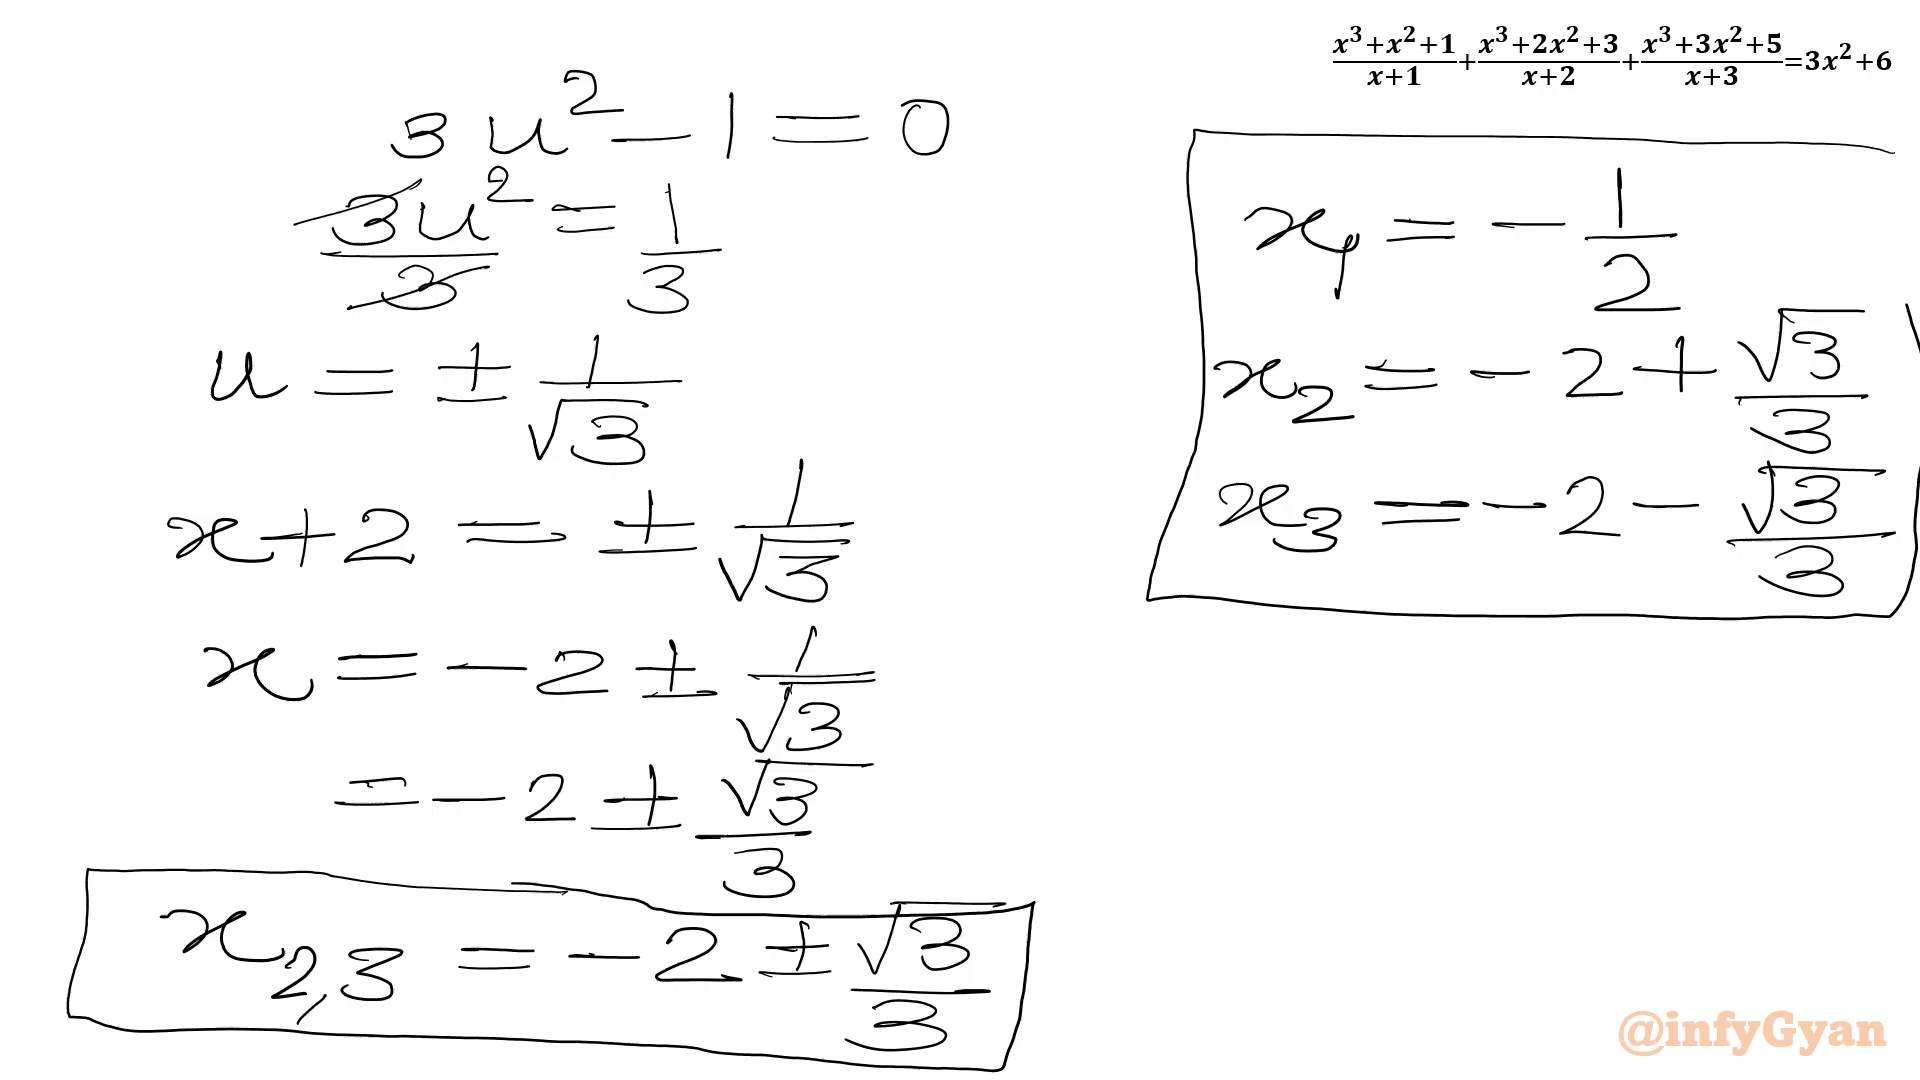 (x³+x²+1)/(x+1)+(x³+2x²+3)/(x+2)+(x³+3x²+5)/(x+3)=3x²+6
3u² − 1 = 0
3u²/3 = 1/3
u = ± 1/√3
x+2 = ± 1/√3
x = −2 ± 1/√3
= −2 ± √3/3
x₂,₃ = −2 ± √3/3
x₁ = − 1/2
x₂ = −2 + √3/3
x₃ = −2 − √3/3
@infyGyan